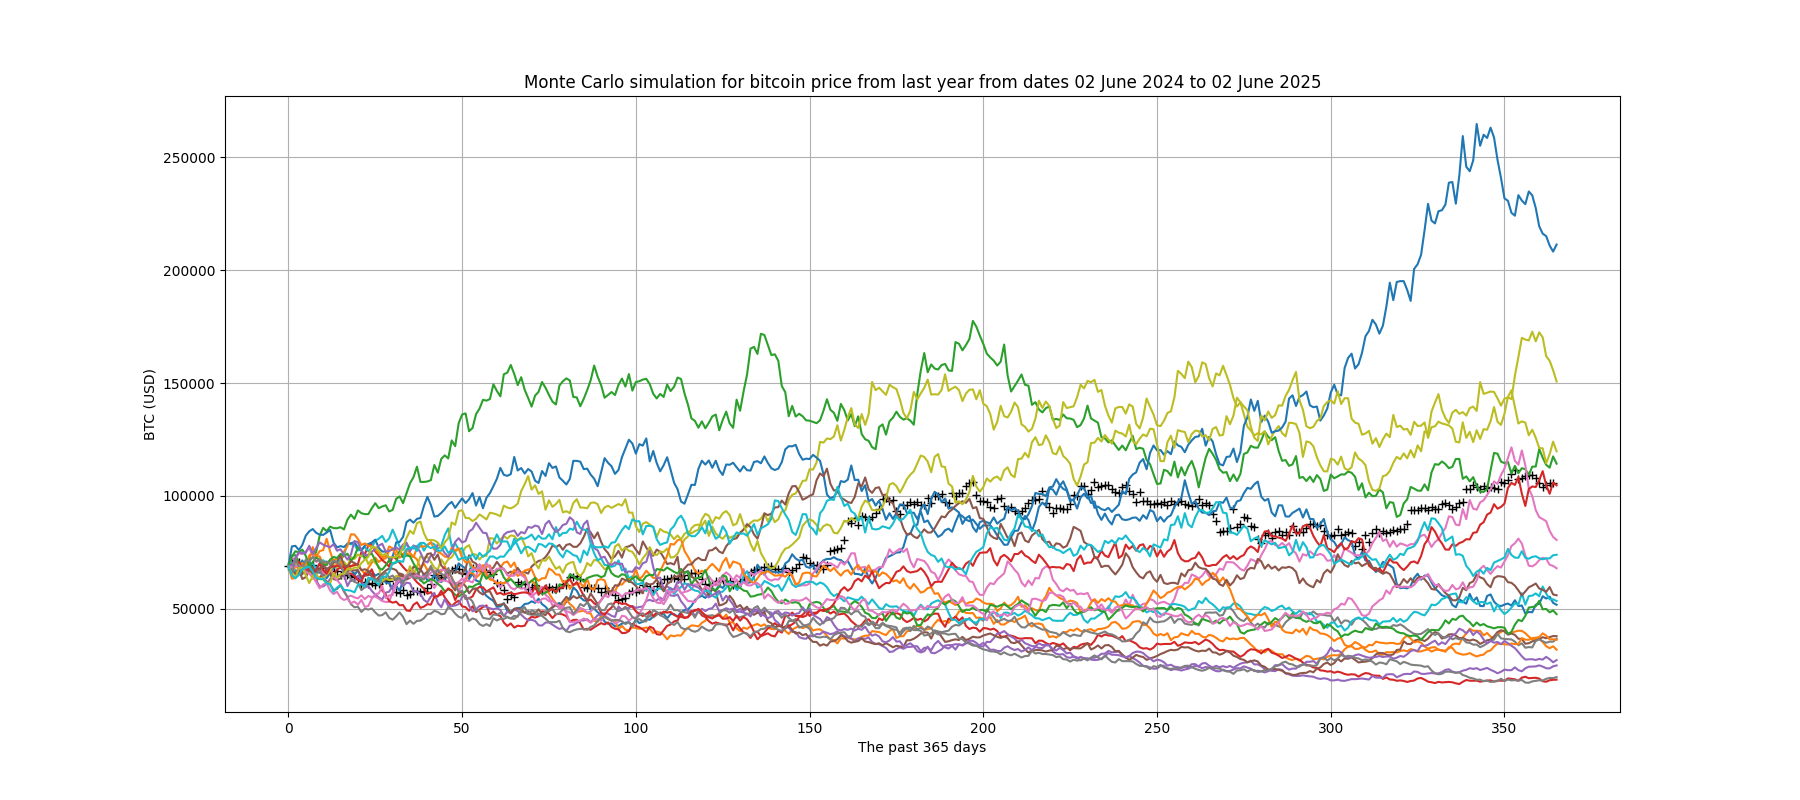 Monte Carlo simulation for bitcoin price from last year from dates 02 June 2024 to 02 June 2025
BTC (USD)
250000
200000
150000
100000
50000
0 50 100 150 200 250 300 350
The past 365 days